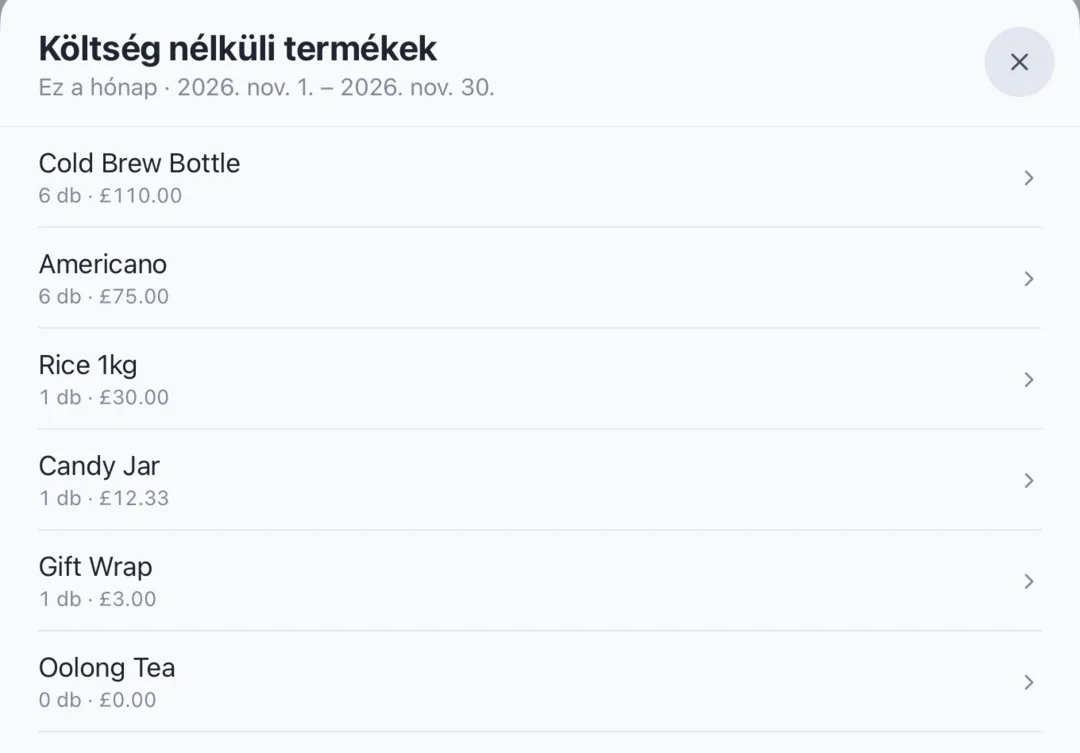 Költség nélküli termékek
Ez a hónap · 2026. nov. 1. – 2026. nov. 30.
Cold Brew Bottle
6 db · £110.00
Americano
6 db · £75.00
Rice 1kg
1 db · £30.00
Candy Jar
1 db · £12.33
Gift Wrap
1 db · £3.00
Oolong Tea
0 db · £0.00